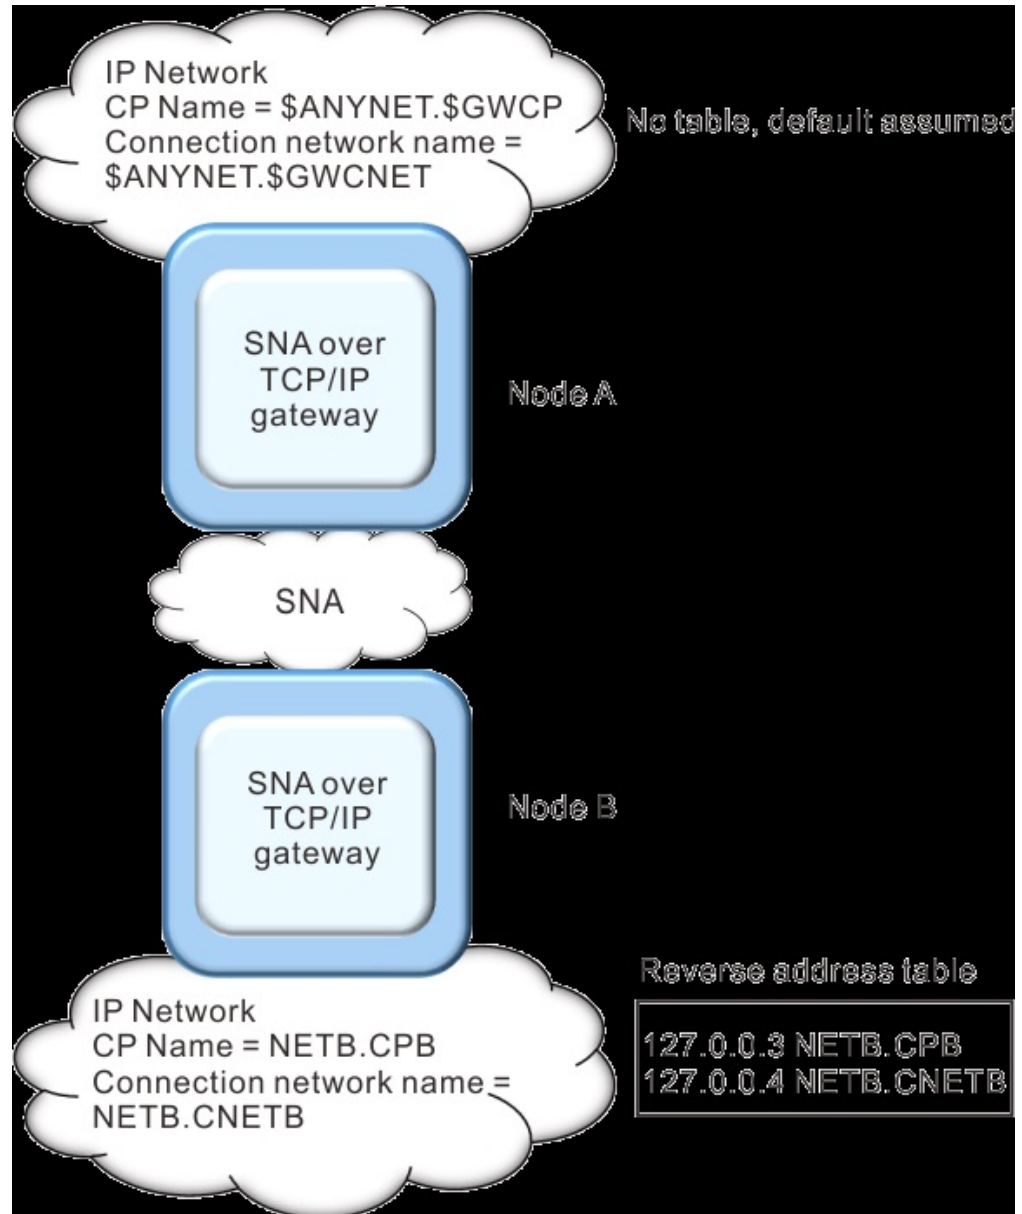 IP Network
CP Name = $ANYNET.$GWCP
Connection network name =
$ANYNET.$GWCNET
No table, default assumed
SNA over
TCP/IP
gateway
Node A
SNA
SNA over
TCP/IP
gateway
Node B
IP Network
CP Name = NETB.CPB
Connection network name =
NETB.CNETB
Reverse address table
127.0.0.3 NETB.CPB
127.0.0.4 NETB.CNETB